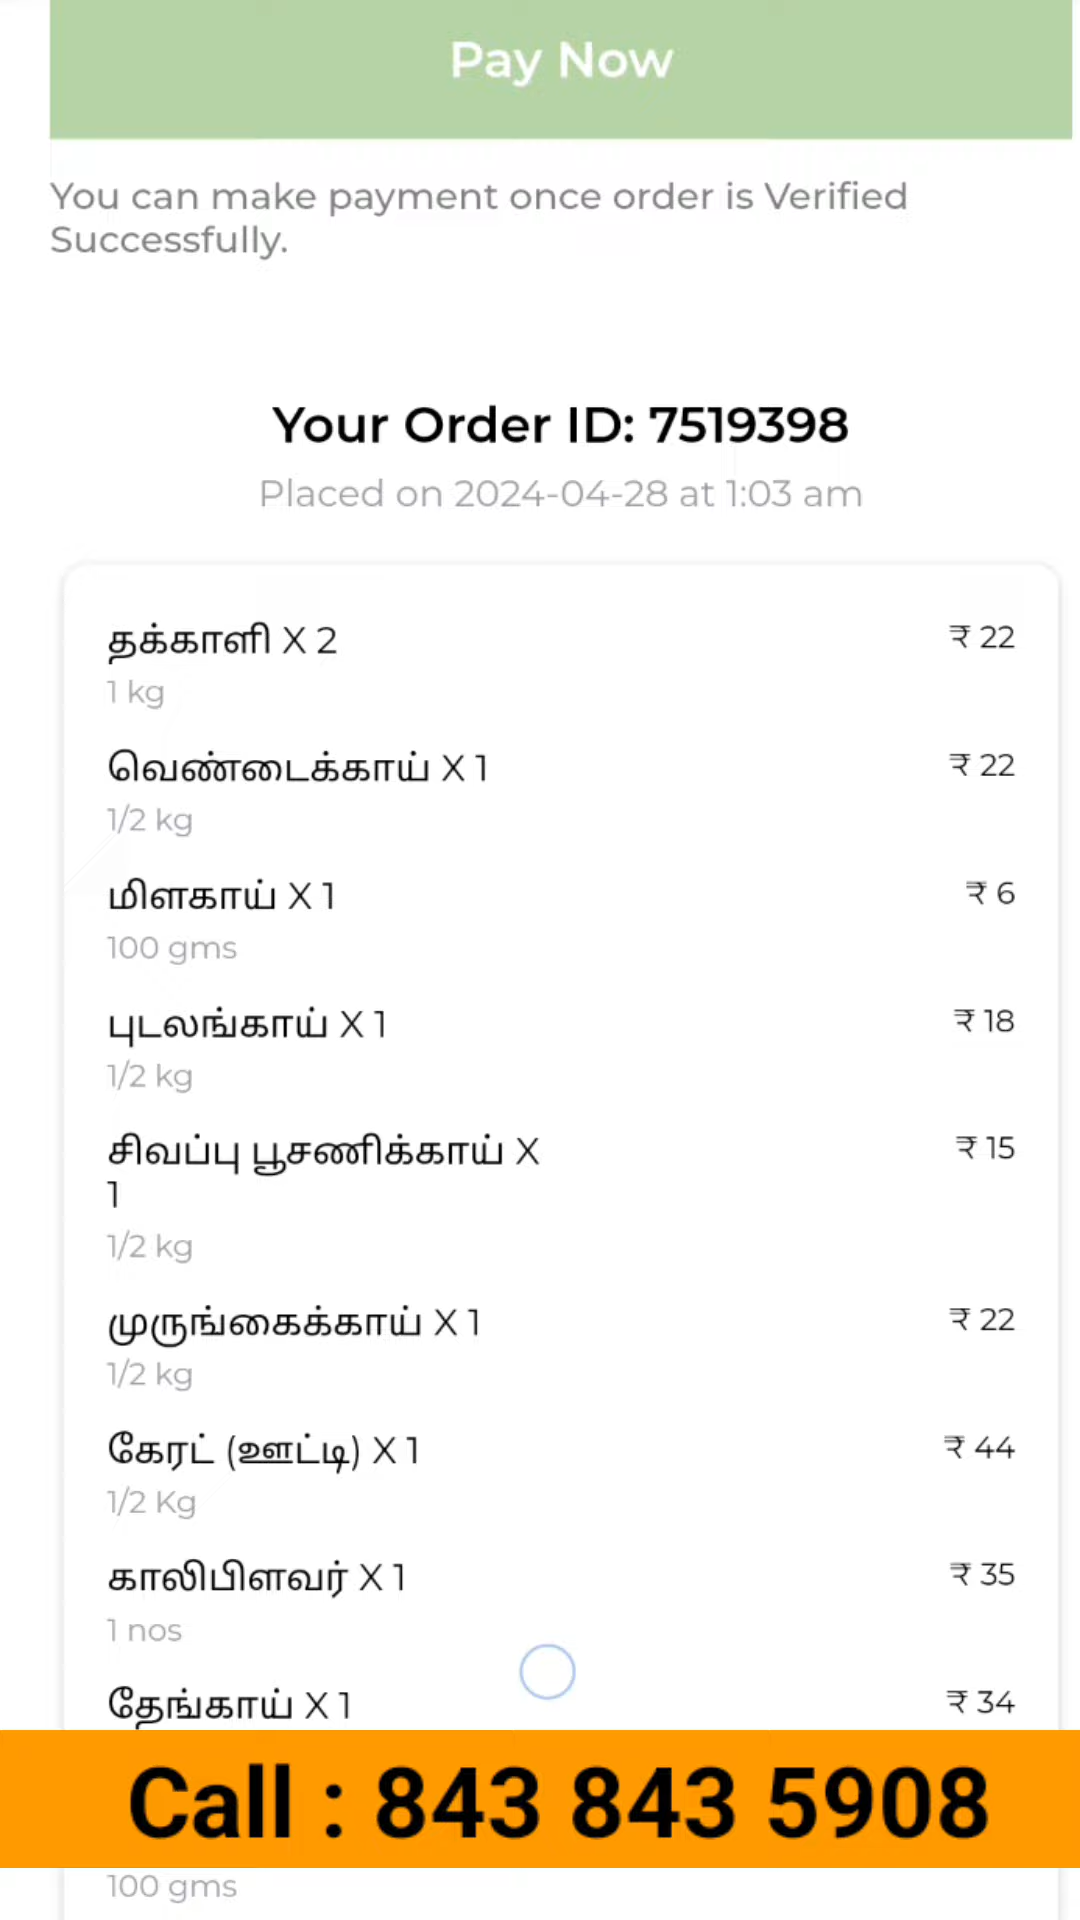 Pay Now
You can make payment once order is Verified
Successfully.
Your Order ID: 7519398
Placed on 2024-04-28 at 1:03 am
தக்காளி X 2
₹ 22
1 kg
வெண்டைக்காய் X 1
₹ 22
1/2 kg
மிளகாய் X 1
₹ 6
100 gms
புடலங்காய் X 1
₹ 18
1/2 kg
சிவப்பு பூசணிக்காய் X
1
₹ 15
1/2 kg
முருங்கைக்காய் X 1
₹ 22
1/2 kg
கேரட் (ஊட்டி) X 1
₹ 44
1/2 Kg
காலிபிளவர் X 1
₹ 35
1 nos
தேங்காய் X 1
₹ 34
Call : 843 843 5908
100 gms